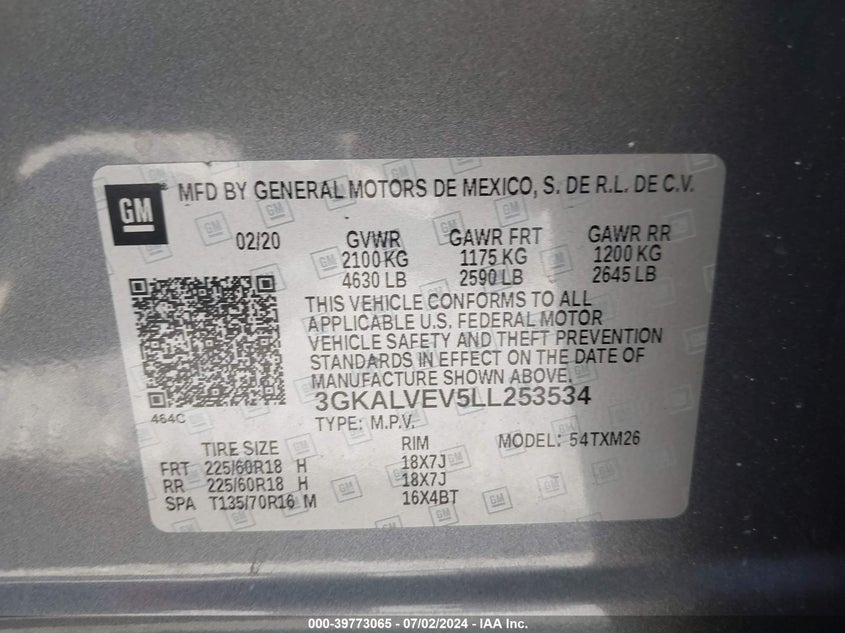 GM
MFD BY GENERAL MOTORS DE MEXICO, S. DE R.L. DE C.V.
02/20 GVWR GAWR FRT GAWR RR
2100 KG 1175 KG 1200 KG
4630 LB 2590 LB 2645 LB
THIS VEHICLE CONFORMS TO ALL
APPLICABLE U.S. FEDERAL MOTOR
VEHICLE SAFETY AND THEFT PREVENTION
STANDARDS IN EFFECT ON THE DATE OF
MANUFACTURE SHOWN ABOVE.
3GKALVEV5LL253534
464C
TYPE: M.P.V. MODEL: 54TXM26
TIRE SIZE RIM
FRT 225/60R18 H 18X7J
RR 225/60R18 H 18X7J
SPA T135/70R16 M 16X4BT
000-39773065 - 07/02/2024 - IAA Inc.